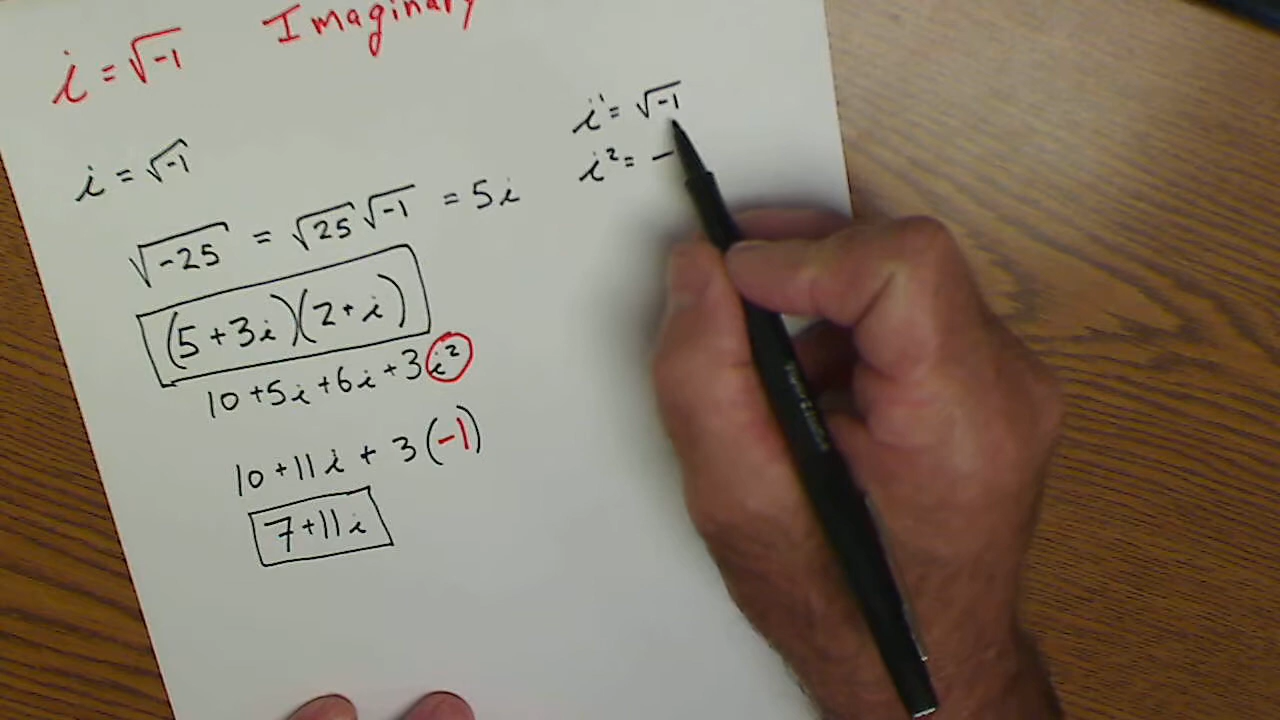 i = √-1 Imaginary
i = √-1
√-25 = √25 √-1 = 5i
(5+3i)(2+i)
10+5i+6i+3i²
10+11i+3(-1)
7+11i
i¹= √-1
i²= -